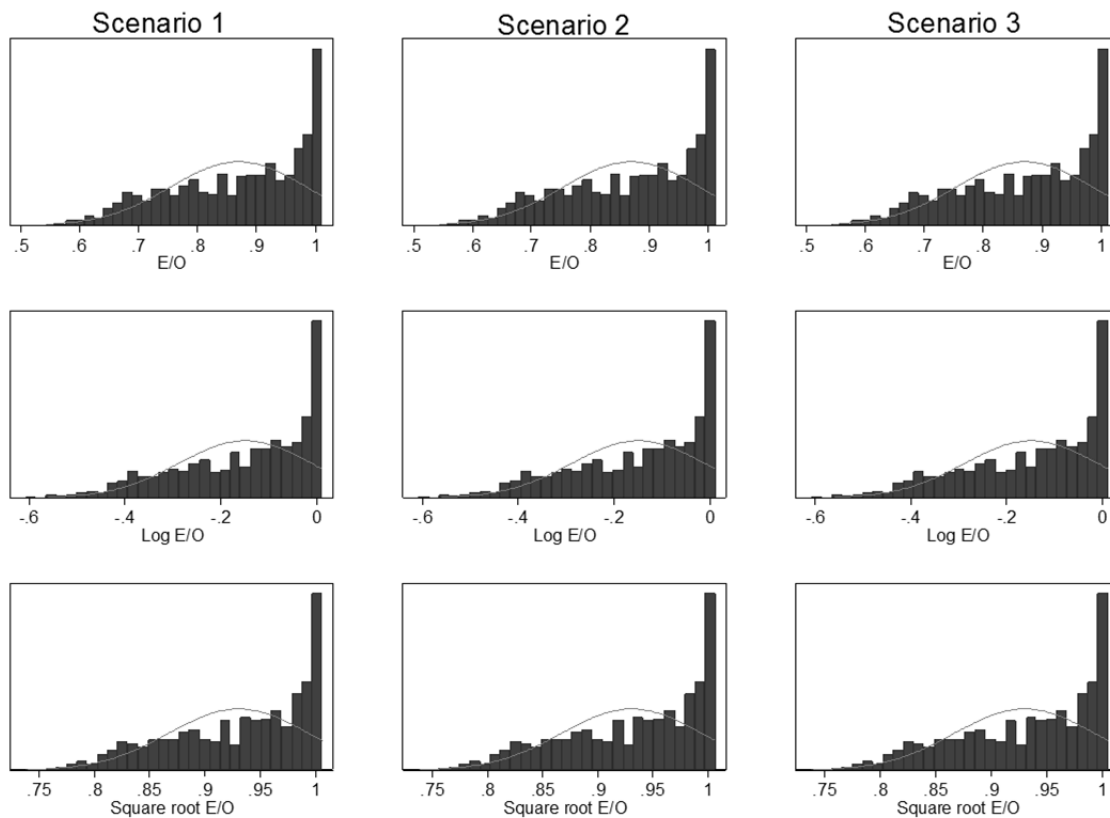 Scenario 1 Scenario 2 Scenario 3
.5 .6 .7 .8 .9 1 .5 .6 .7 .8 .9 1 .5 .6 .7 .8 .9 1
E/O E/O E/O
-.6 -.4 -.2 0 -.6 -.4 -.2 0 -.6 -.4 -.2 0
Log E/O Log E/O Log E/O
.75 .8 .85 .9 .95 1 .75 .8 .85 .9 .95 1 .75 .8 .85 .9 .95 1
Square root E/O Square root E/O Square root E/O